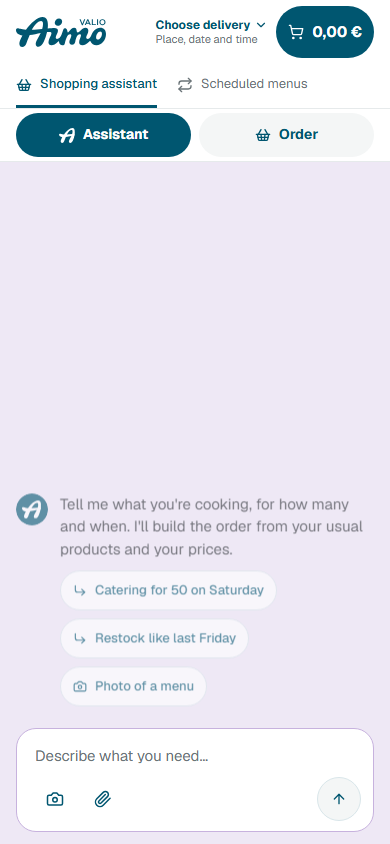 VALIO
Aimo
Choose delivery
Place, date and time
0,00 €
Shopping assistant
Scheduled menus
Assistant
Order
Tell me what you're cooking, for how many
and when. I'll build the order from your usual
products and your prices.
Catering for 50 on Saturday
Restock like last Friday
Photo of a menu
Describe what you need...